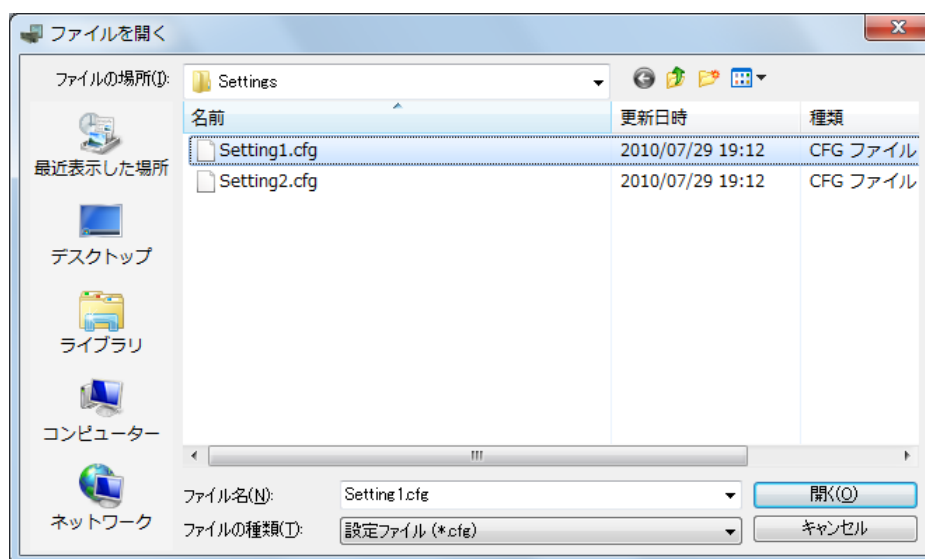 ファイルを開く
ファイルの場所(I):
Settings
名前
更新日時
種類
Setting1.cfg
2010/07/29 19:12
CFG ファイル
Setting2.cfg
2010/07/29 19:12
CFG ファイル
最近表示した場所
デスクトップ
ライブラリ
コンピューター
ネットワーク
ファイル名(N):
Setting1.cfg
開く(O)
ファイルの種類(T):
設定ファイル (*.cfg)
キャンセル